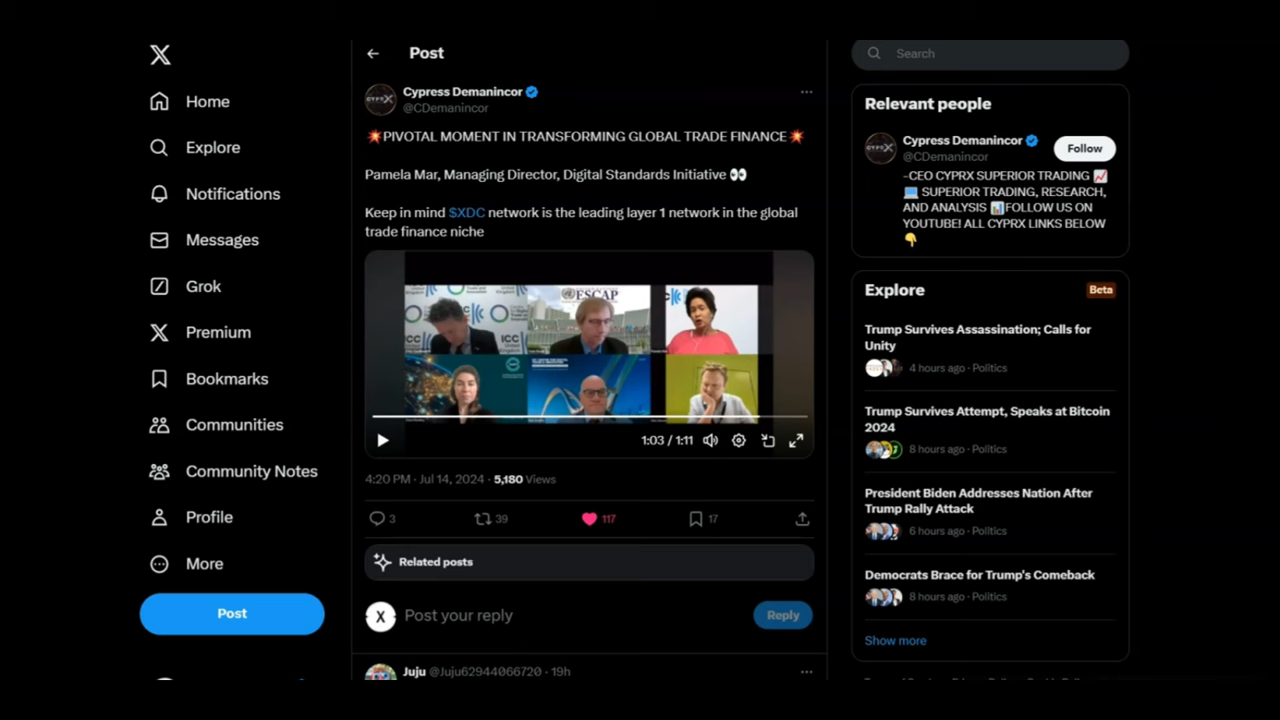 Post
Search
Home
Explore
Notifications
Messages
Grok
Premium
Bookmarks
Communities
Community Notes
Profile
More
Post
CYPRX
Cypress Demanincor
@CDemanincor
💥PIVOTAL MOMENT IN TRANSFORMING GLOBAL TRADE FINANCE💥
Pamela Mar, Managing Director, Digital Standards Initiative 👀
Keep in mind $XDC network is the leading layer 1 network in the global
trade finance niche
ESCAP
ICC
1:03 / 1:11
4:20 PM · Jul 14, 2024 · 5,180 Views
3 39 117 17
Related posts
X Post your reply Reply
Juju @Juju62944066720 · 19h
Relevant people
Cypress Demanincor
@CDemanincor
Follow
-CEO CYPRX SUPERIOR TRADING 📈
💻 SUPERIOR TRADING, RESEARCH,
AND ANALYSIS 📊FOLLOW US ON
YOUTUBE! ALL CYPRX LINKS BELOW
👇
Explore Beta
Trump Survives Assassination; Calls for
Unity
4 hours ago · Politics
Trump Survives Attempt, Speaks at Bitcoin
2024
8 hours ago · Politics
President Biden Addresses Nation After
Trump Rally Attack
6 hours ago · Politics
Democrats Brace for Trump's Comeback
8 hours ago · Politics
Show more